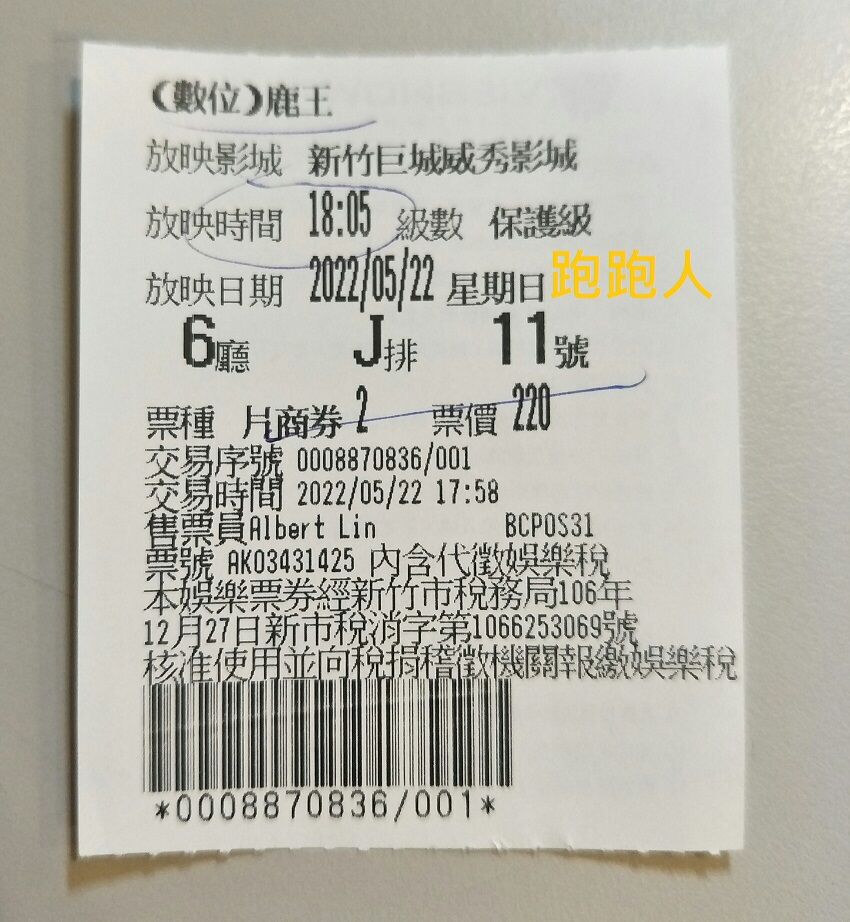 (數位)鹿王
放映影城 新竹巨城威秀影城
放映時間 18:05 級數 保護級
放映日期 2022/05/22 星期日
跑跑人
6廳 J排 11號
票種 片商券2 票價 220
交易序號 0008870836/001
交易時間 2022/05/22 17:58
售票員Albert Lin BCPOS31
票號 AK03431425 內含代徵娛樂稅
本娛樂票券經新竹市稅務局106年
12月27日新市稅消字第1066253069號
核准使用並向稅捐稽徵機關報繳娛樂稅
*0008870836/001*